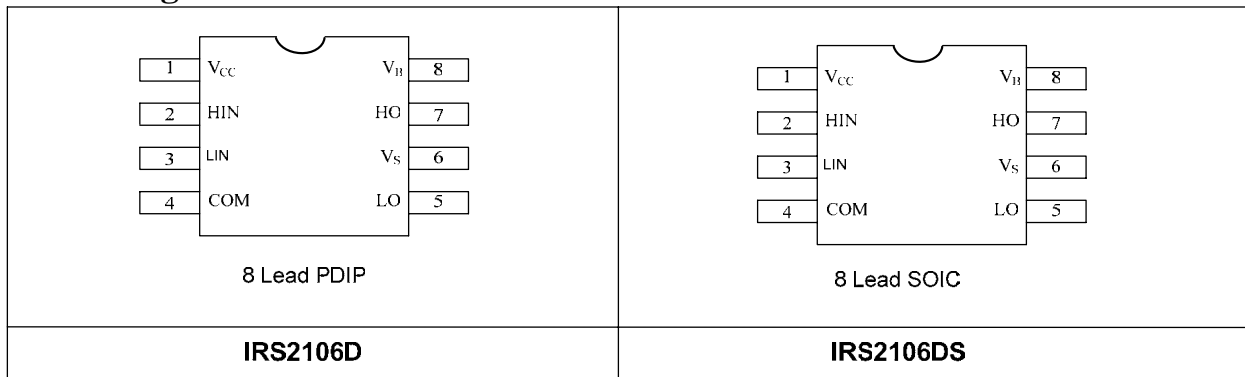 1 VCC VB 8
2 HIN HO 7
3 LIN VS 6
4 COM LO 5
8 Lead PDIP
IRS2106D
1 VCC VB 8
2 HIN HO 7
3 LIN VS 6
4 COM LO 5
8 Lead SOIC
IRS2106DS